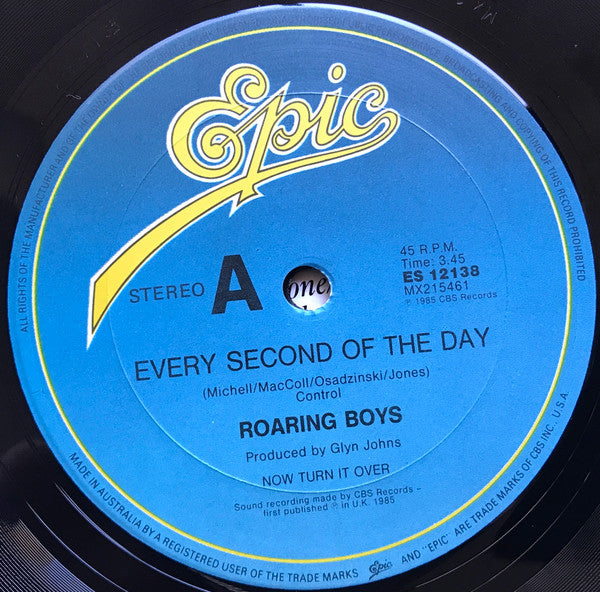 Epic
STEREO A
45 R.P.M.
Time: 3.45
ES 12138
MX215461
℗ 1985 CBS Records
one
EVERY SECOND OF THE DAY
(Michell/MacColl/Osadzinski/Jones)
Control
ROARING BOYS
Produced by Glyn Johns
NOW TURN IT OVER
Sound recording made by CBS Records -
first published ℗ in U.K. 1985
ALL RIGHTS OF THE MANUFACTURER AND OF THE
BROADCASTING AND COPYING OF THIS RECORD PROHIBITED
MADE IN AUSTRALIA BY A REGISTERED USER OF THE TRADE MARKS Epic AND "EPIC" ARE TRADE MARKS OF CBS INC. U.S.A.